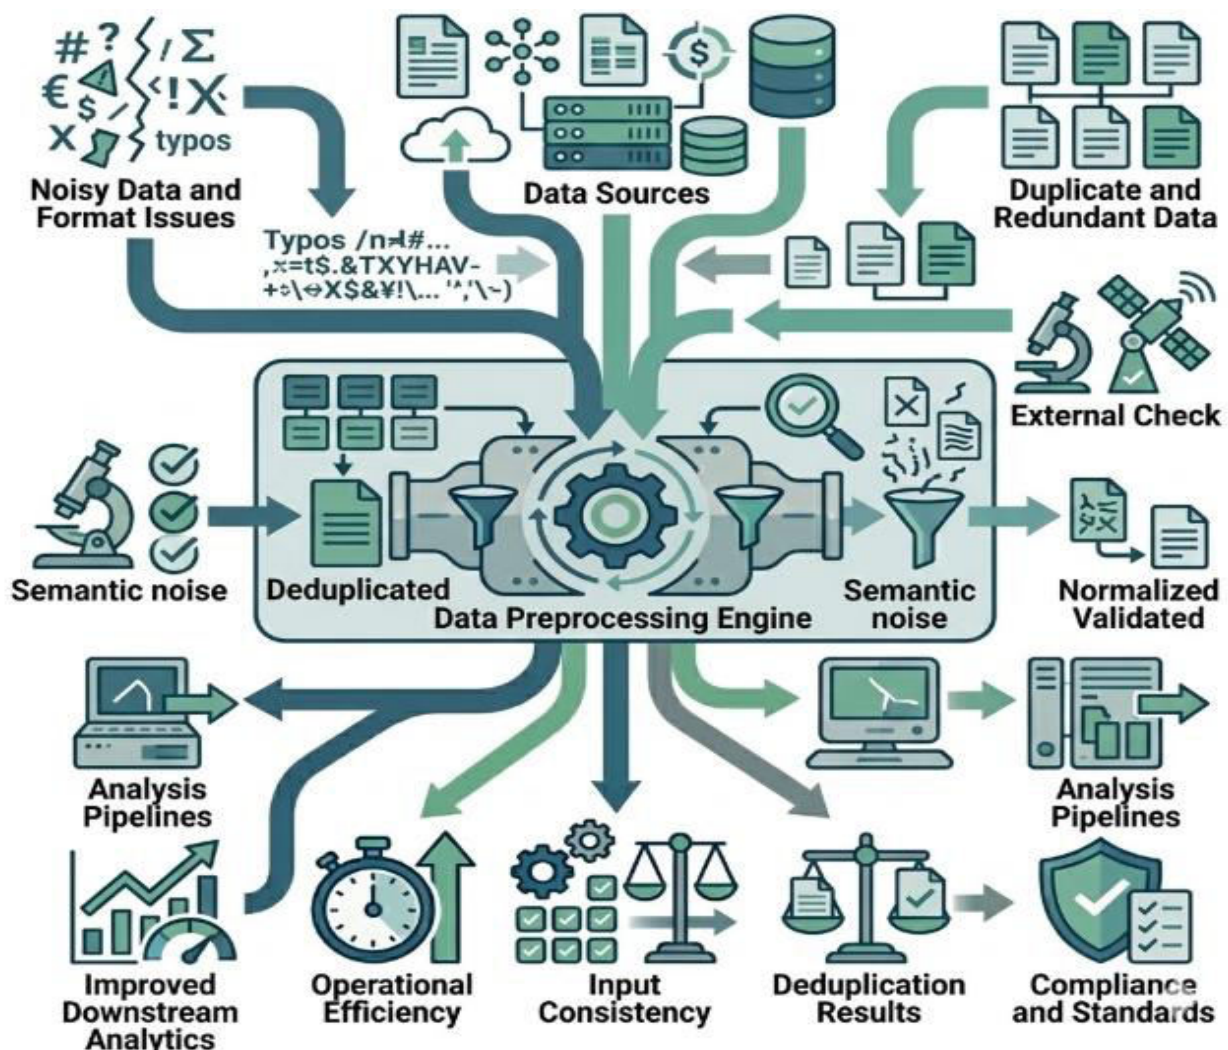 # ?
€ $
typos
Noisy Data and
Format Issues
$
Data Sources
Duplicate and
Redundant Data
Typos
External Check
Semantic noise
Deduplicated
Data Preprocessing Engine
Semantic
noise
Normalized
Validated
Analysis
Pipelines
Analysis
Pipelines
Improved
Downstream
Analytics
Operational
Efficiency
Input
Consistency
Deduplication
Results
Compliance
and Standards